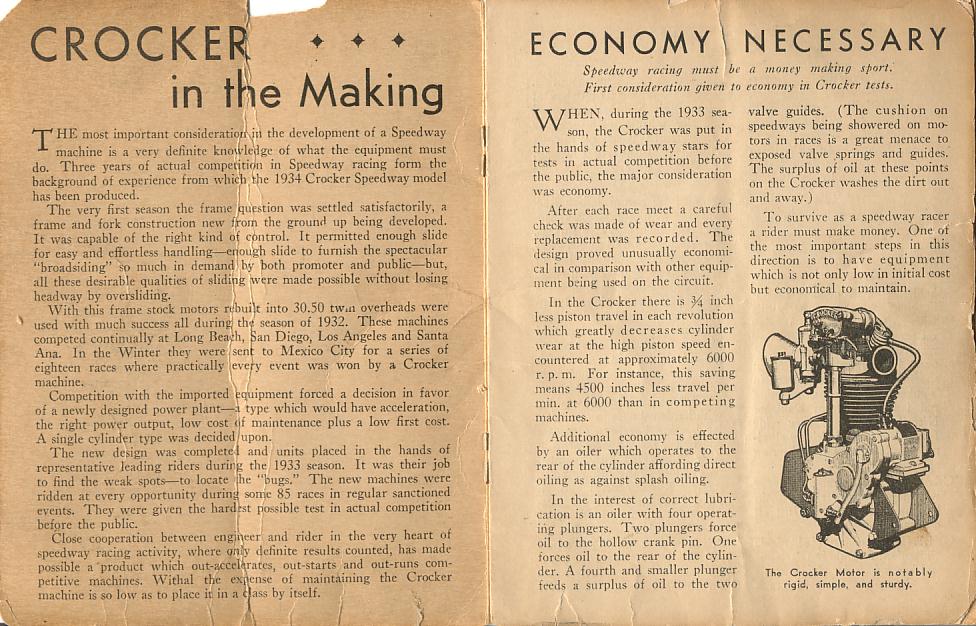 CROCKER
in the Making
THE most important consideration in the development of a Speedway
machine is a very definite knowledge of what the equipment must
do. Three years of actual competition in Speedway racing form the
background of experience from which the 1934 Crocker Speedway model
has been produced.
The very first season the frame question was settled satisfactorily, a
frame and fork construction new from the ground up being developed.
It was capable of the right kind of control. It permitted enough slide
for easy and effortless handling—enough slide to furnish the spectacular
"broadsiding" so much in demand by both promoter and public—but,
all these desirable qualities of sliding were made possible without losing
headway by oversliding.
With this frame stock motors rebuilt into 30.50 twin overheads were
used with much success all during the season of 1932. These machines
competed continually at Long Beach, San Diego, Los Angeles and Santa
Ana. In the Winter they were sent to Mexico City for a series of
eighteen races where practically every event was won by a Crocker
machine.
Competition with the imported equipment forced a decision in favor
of a newly designed power plant—a type which would have acceleration,
the right power output, low cost of maintenance plus a low first cost.
A single cylinder type was decided upon.
The new design was completed and units placed in the hands of
representative leading riders during the 1933 season. It was their job
to find the weak spots—to locate the "bugs." The new machines were
ridden at every opportunity during some 85 races in regular sanctioned
events. They were given the hardest possible test in actual competition
before the public.
Close cooperation between engineer and rider in the very heart of
speedway racing activity, where only definite results counted, has made
possible a product which out-accelerates, out-starts and out-runs com-
petitive machines. Withal the expense of maintaining the Crocker
machine is so low as to place it in a class by itself.
ECONOMY NECESSARY
Speedway racing must be a money making sport.
First consideration given to economy in Crocker tests.
WHEN, during the 1933 sea-
son, the Crocker was put in
the hands of speedway stars for
tests in actual competition before
the public, the major consideration
was economy.
After each race meet a careful
check was made of wear and every
replacement was recorded. The
design proved unusually economi-
cal in comparison with other equip-
ment being used on the circuit.
In the Crocker there is ¾ inch
less piston travel in each revolution
which greatly decreases cylinder
wear at the high piston speed en-
countered at approximately 6000
r. p. m. For instance, this saving
means 4500 inches less travel per
min. at 6000 than in competing
machines.
Additional economy is effected
by an oiler which operates to the
rear of the cylinder affording direct
oiling as against splash oiling.
In the interest of correct lubri-
cation is an oiler with four operat-
ing plungers. Two plungers force
oil to the hollow crank pin. One
forces oil to the rear of the cylin-
der. A fourth and smaller plunger
feeds a surplus of oil to the two
valve guides. (The cushion on
speedways being showered on mo-
tors in races is a great menace to
exposed valve springs and guides.
The surplus of oil at these points
on the Crocker washes the dirt out
and away.)
To survive as a speedway racer
a rider must make money. One of
the most important steps in this
direction is to have equipment
which is not only low in initial cost
but economical to maintain.
The Crocker Motor is notably
rigid, simple, and sturdy.